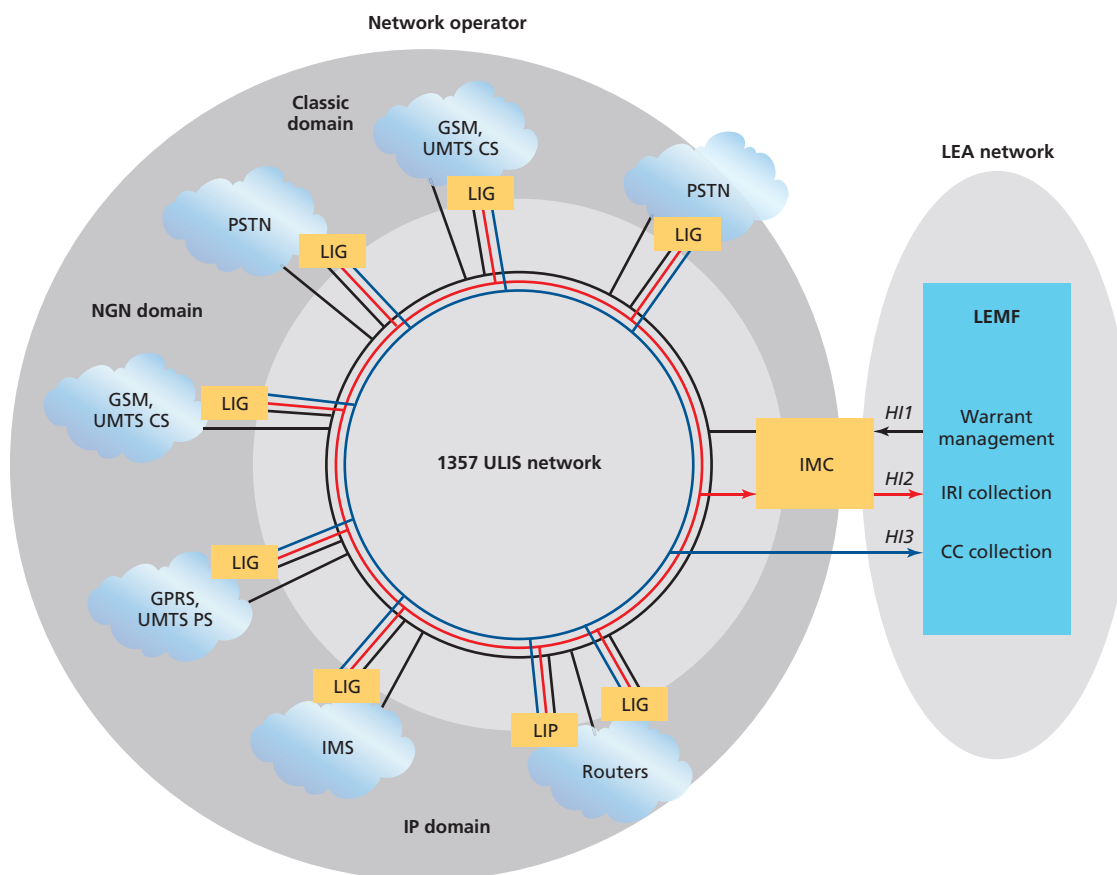 Network operator
Classic
domain
GSM,
UMTS CS
LIG
PSTN
LIG
LEA network
PSTN
LIG
NGN domain
LEMF
GSM,
UMTS CS
LIG
1357 ULIS network
IMC
HI1
Warrant
management
HI2
IRI collection
HI3
CC collection
LIG
GPRS,
UMTS PS
LIG
IMS
LIP
LIG
Routers
IP domain